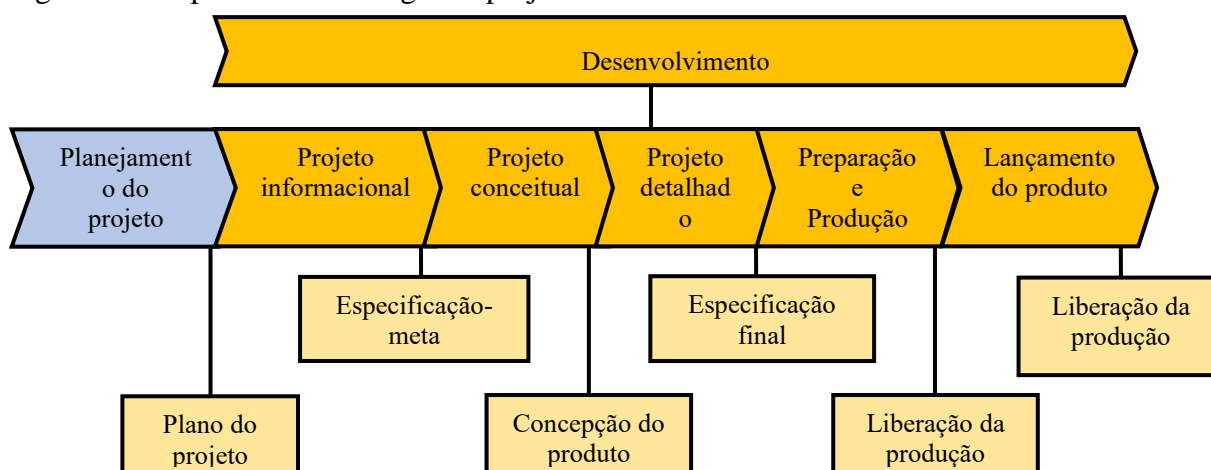 Desenvolvimento
Planejament
o do
projeto
Projeto
informacional
Projeto
conceitual
Projeto
detalhad
o
Preparação
e
Produção
Lançamento
do produto
Especificação-
meta
Especificação
final
Liberação da
produção
Plano do
projeto
Concepção do
produto
Liberação da
produção